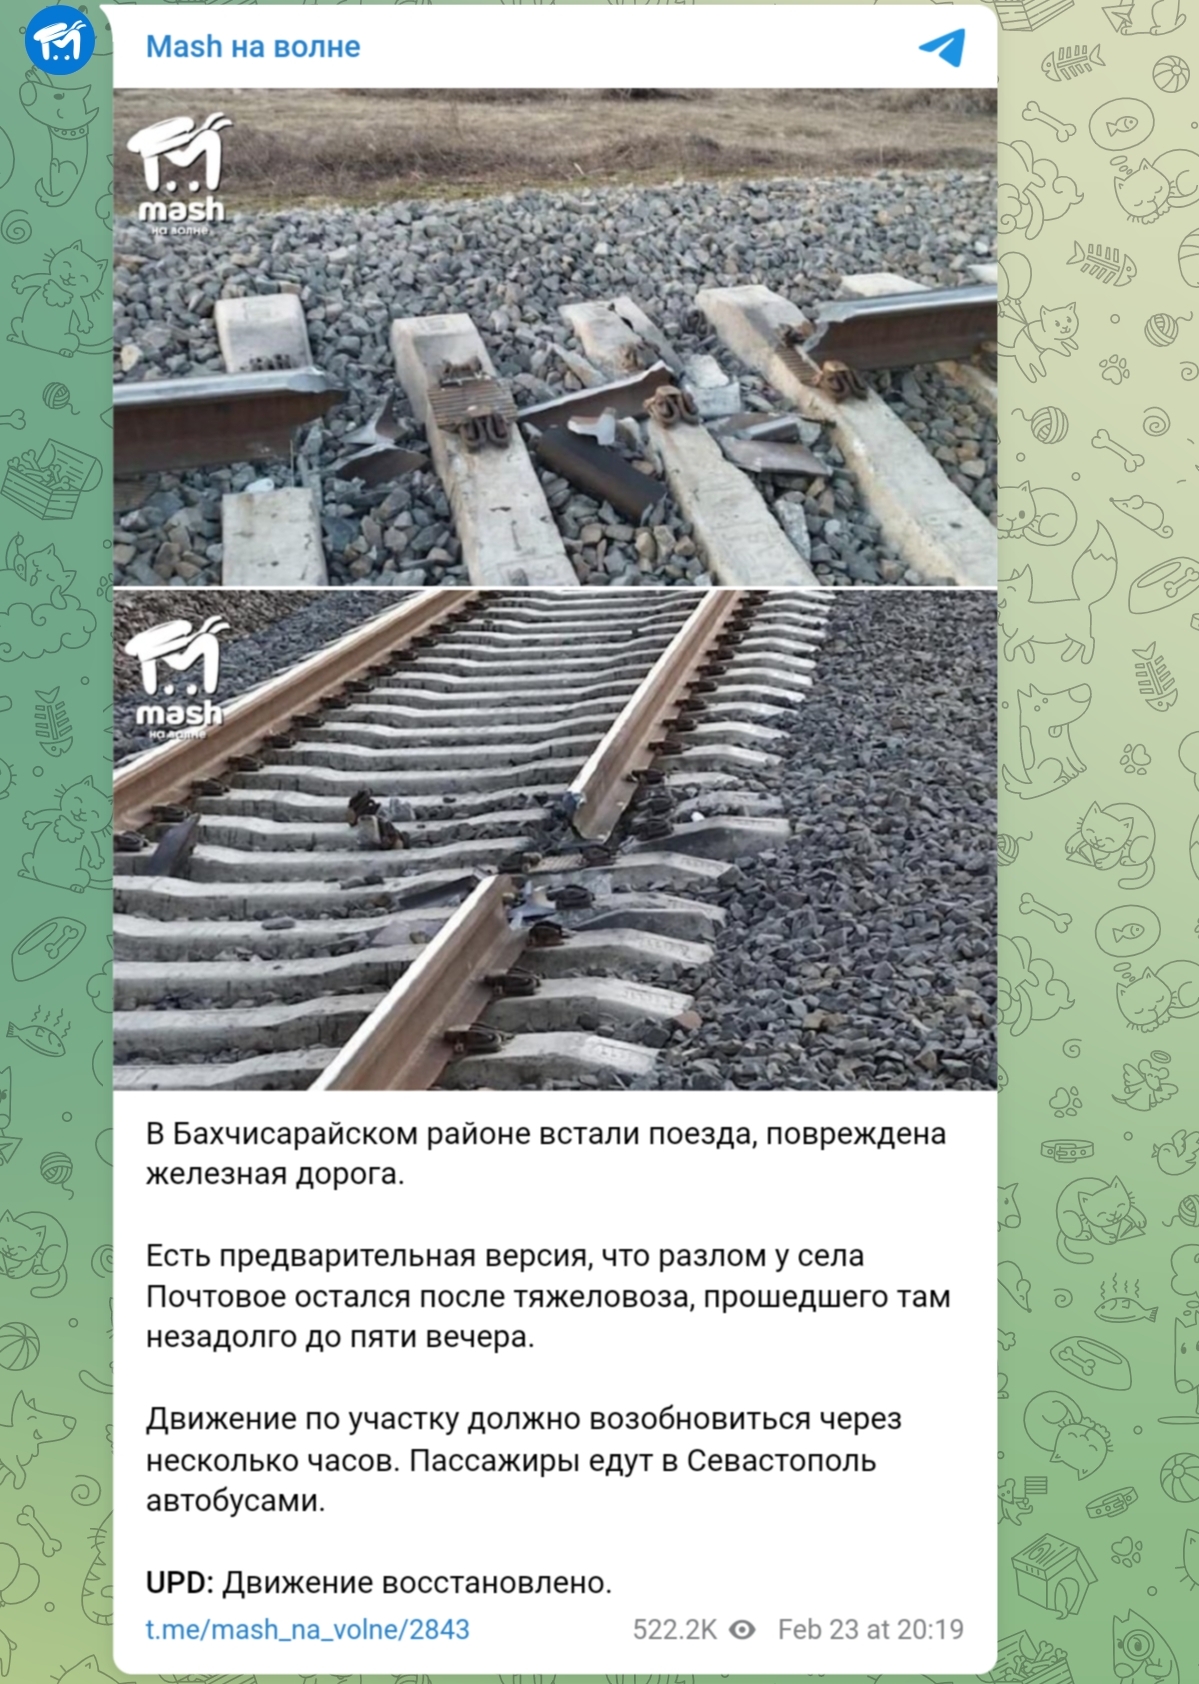 Mash на волне
mash
на волне
mash
на волне
В Бахчисарайском районе встали поезда, повреждена
железная дорога.
Есть предварительная версия, что разлом у села
Почтовое остался после тяжеловоза, прошедшего там
незадолго до пяти вечера.
Движение по участку должно возобновиться через
несколько часов. Пассажиры едут в Севастополь
автобусами.
UPD: Движение восстановлено.
t.me/mash_na_volne/2843 522.2K Feb 23 at 20:19